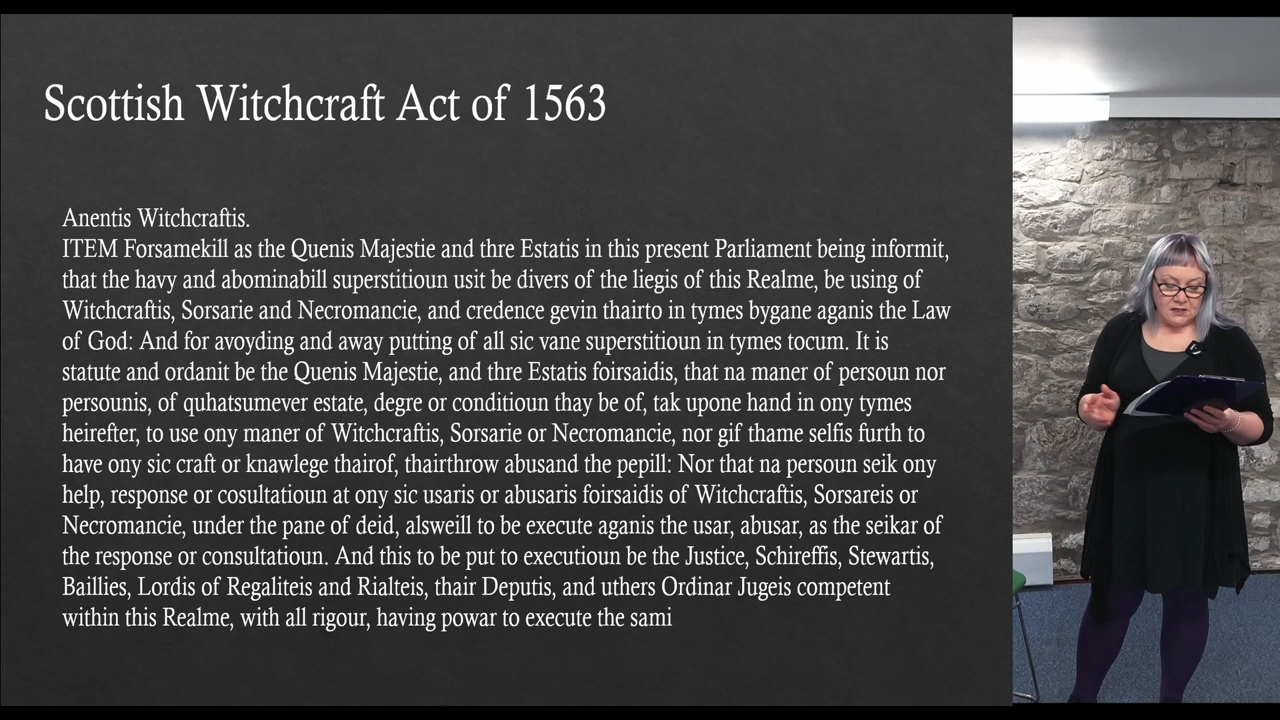 Scottish Witchcraft Act of 1563
Anentis Witchcraftis.
ITEM Forsamekill as the Quenis Majestie and thre Estatis in this present Parliament being informit,
that the havy and abominabill superstitioun usit be divers of the liegis of this Realme, be using of
Witchcraftis, Sorsarie and Necromancie, and credence gevin thairto in tymes bygane aganis the Law
of God: And for avoyding and away putting of all sic vane superstitioun in tymes tocum. It is
statute and ordanit be the Quenis Majestie, and thre Estatis foirsaidis, that na maner of persoun nor
persounis, of quhatsumever estate, degre or conditioun thay be of, tak upone hand in ony tymes
heirefter, to use ony maner of Witchcraftis, Sorsarie or Necromancie, nor gif thame selfis furth to
have ony sic craft or knawlege thairof, thairthrow abusand the pepill: Nor that na persoun seik ony
help, response or cosultatioun at ony sic usaris or abusaris foirsaidis of Witchcraftis, Sorsareis or
Necromancie, under the pane of deid, alsweill to be execute aganis the usar, abusar, as the seikar of
the response or consultatioun. And this to be put to executioun be the Justice, Schireffis, Stewartis,
Baillies, Lordis of Regaliteis and Rialteis, thair Deputis, and uthers Ordinar Jugeis competent
within this Realme, with all rigour, having powar to execute the sami